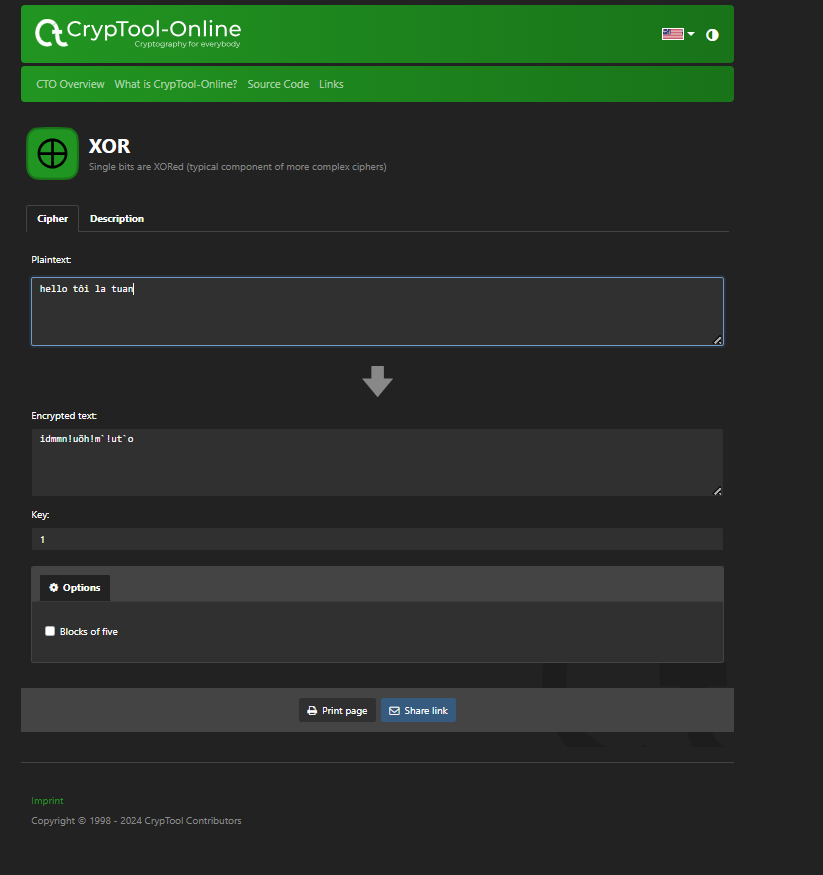 CrypTool-Online
Cryptography for everybody
CTO Overview What is CrypTool-Online? Source Code Links
XOR
Single bits are XORed (typical component of more complex ciphers)
Cipher Description
Plaintext:
hello tôi la tuan
Encrypted text:
idmmn!uõh!m`!ut`o
Key:
1
Options
Blocks of five
Print page Share link
Imprint
Copyright © 1998 - 2024 CrypTool Contributors